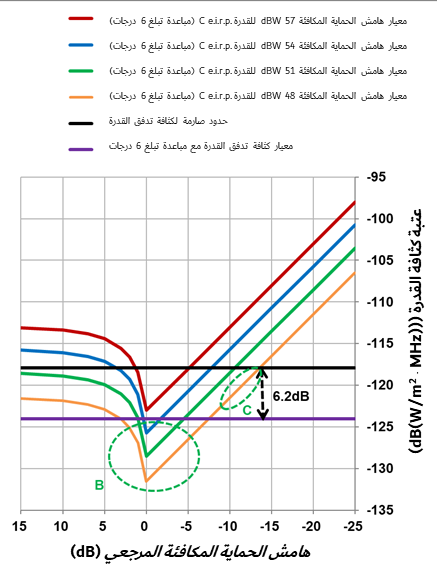 معيار هامش الحماية المكافئة 57 dBW للقدرة C e.i.r.p. (مباعدة تبلغ 6 درجات)
معيار هامش الحماية المكافئة 54 dBW للقدرة C e.i.r.p. (مباعدة تبلغ 6 درجات)
معيار هامش الحماية المكافئة 51 dBW للقدرة C e.i.r.p. (مباعدة تبلغ 6 درجات)
معيار هامش الحماية المكافئة 48 dBW للقدرة C e.i.r.p. (مباعدة تبلغ 6 درجات)
حدود صارمة لكثافة تدفق القدرة
معيار كثافة تدفق القدرة مع مباعدة تبلغ 6 درجات
-95
-100
-105
-110
-115
-120
-125
-130
-135
عتبة كثافة القدرة (((dB(W/m² · MHz)
6.2dB
C
B
15 10 5 0 -5 -10 -15 -20 -25
هامش الحماية المكافئة المرجعي (dB)